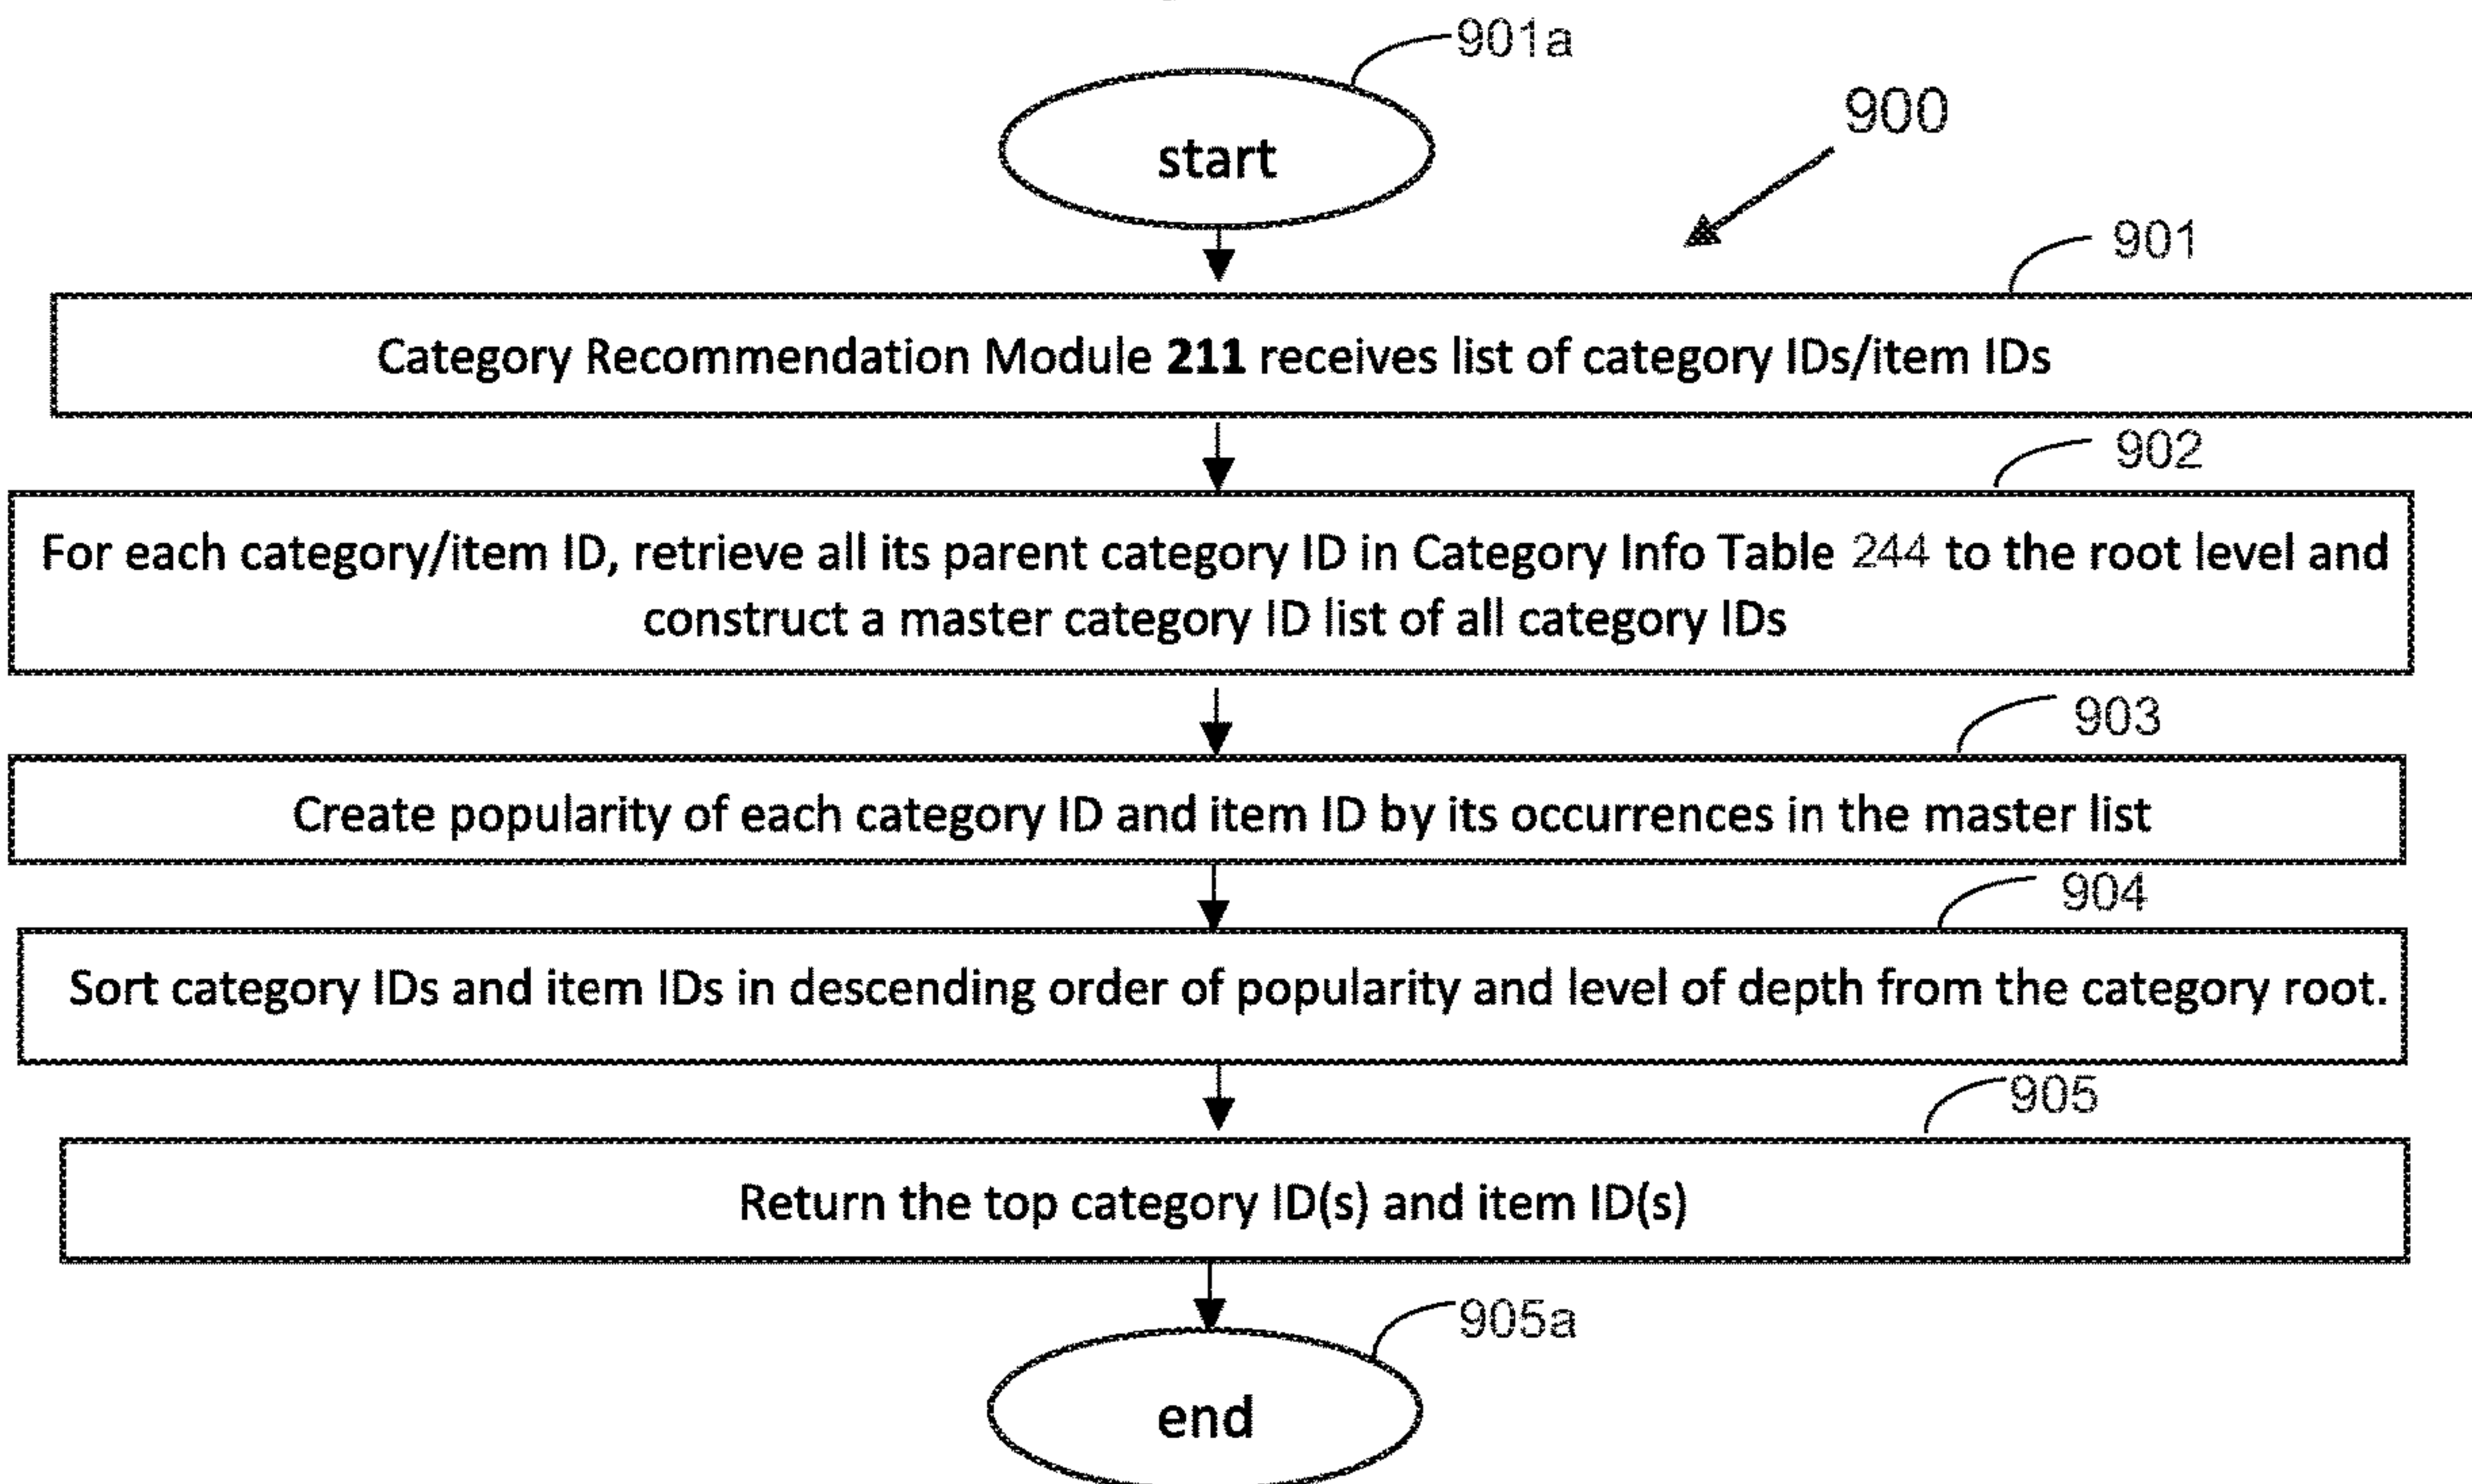 901a
start
900
901
Category Recommendation Module 211 receives list of category IDs/item IDs
902
For each category/item ID, retrieve all its parent category ID in Category Info Table 244 to the root level and
construct a master category ID list of all category IDs
903
Create popularity of each category ID and item ID by its occurrences in the master list
904
Sort category IDs and item IDs in descending order of popularity and level of depth from the category root.
905
Return the top category ID(s) and item ID(s)
905a
end